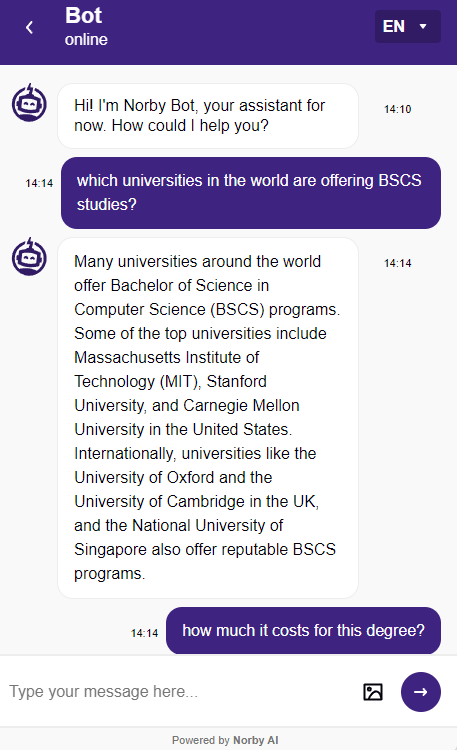 Bot
online
EN
Hi! I'm Norby Bot, your assistant for
now. How could I help you?
14:10
14:14
which universities in the world are offering BSCS
studies?
Many universities around the world
14:14
offer Bachelor of Science in
Computer Science (BSCS) programs.
Some of the top universities include
Massachusetts Institute of
Technology (MIT), Stanford
University, and Carnegie Mellon
University in the United States.
Internationally, universities like the
University of Oxford and the
University of Cambridge in the UK,
and the National University of
Singapore also offer reputable BSCS
programs.
14:14
how much it costs for this degree?
Type your message here...
Powered by Norby AI